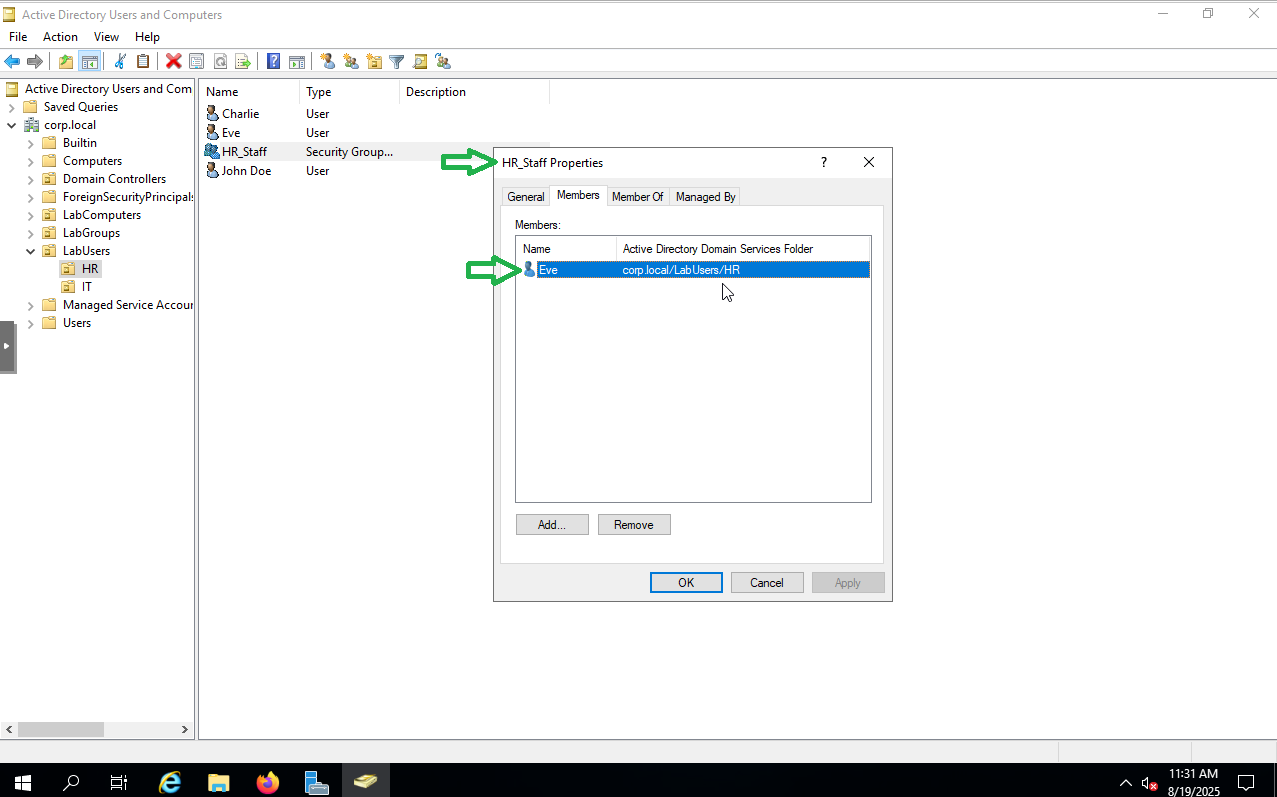 Active Directory Users and Computers
File Action View Help
Active Directory Users and Com
Saved Queries
corp.local
Builtin
Computers
Domain Controllers
ForeignSecurityPrincipals
LabComputers
LabGroups
LabUsers
HR
IT
Managed Service Accour
Users
Name Type Description
Charlie User
Eve User
HR_Staff Security Group...
John Doe User
HR_Staff Properties ?
General Members Member Of Managed By
Members:
Name Active Directory Domain Services Folder
Eve corp.local/LabUsers/HR
Add... Remove
OK Cancel Apply
11:31 AM
8/19/2025